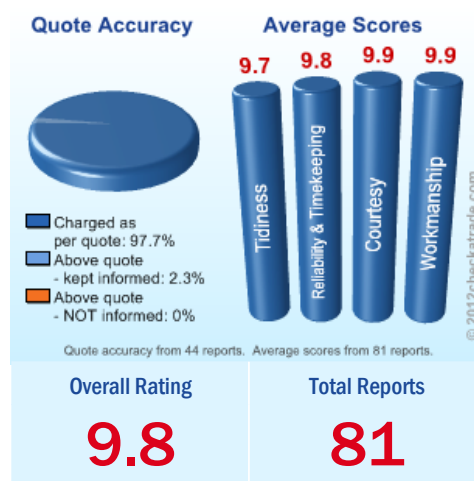 Quote Accuracy
Average Scores
9.7
9.8
9.9
9.9
Tidiness
Reliability & Timekeeping
Courtesy
Workmanship
Charged as
per quote: 97.7%
Above quote
- kept informed: 2.3%
Above quote
- NOT informed: 0%
© 2012checkatrade.com
Quote accuracy from 44 reports. Average scores from 81 reports.
Overall Rating
Total Reports
9.8
81